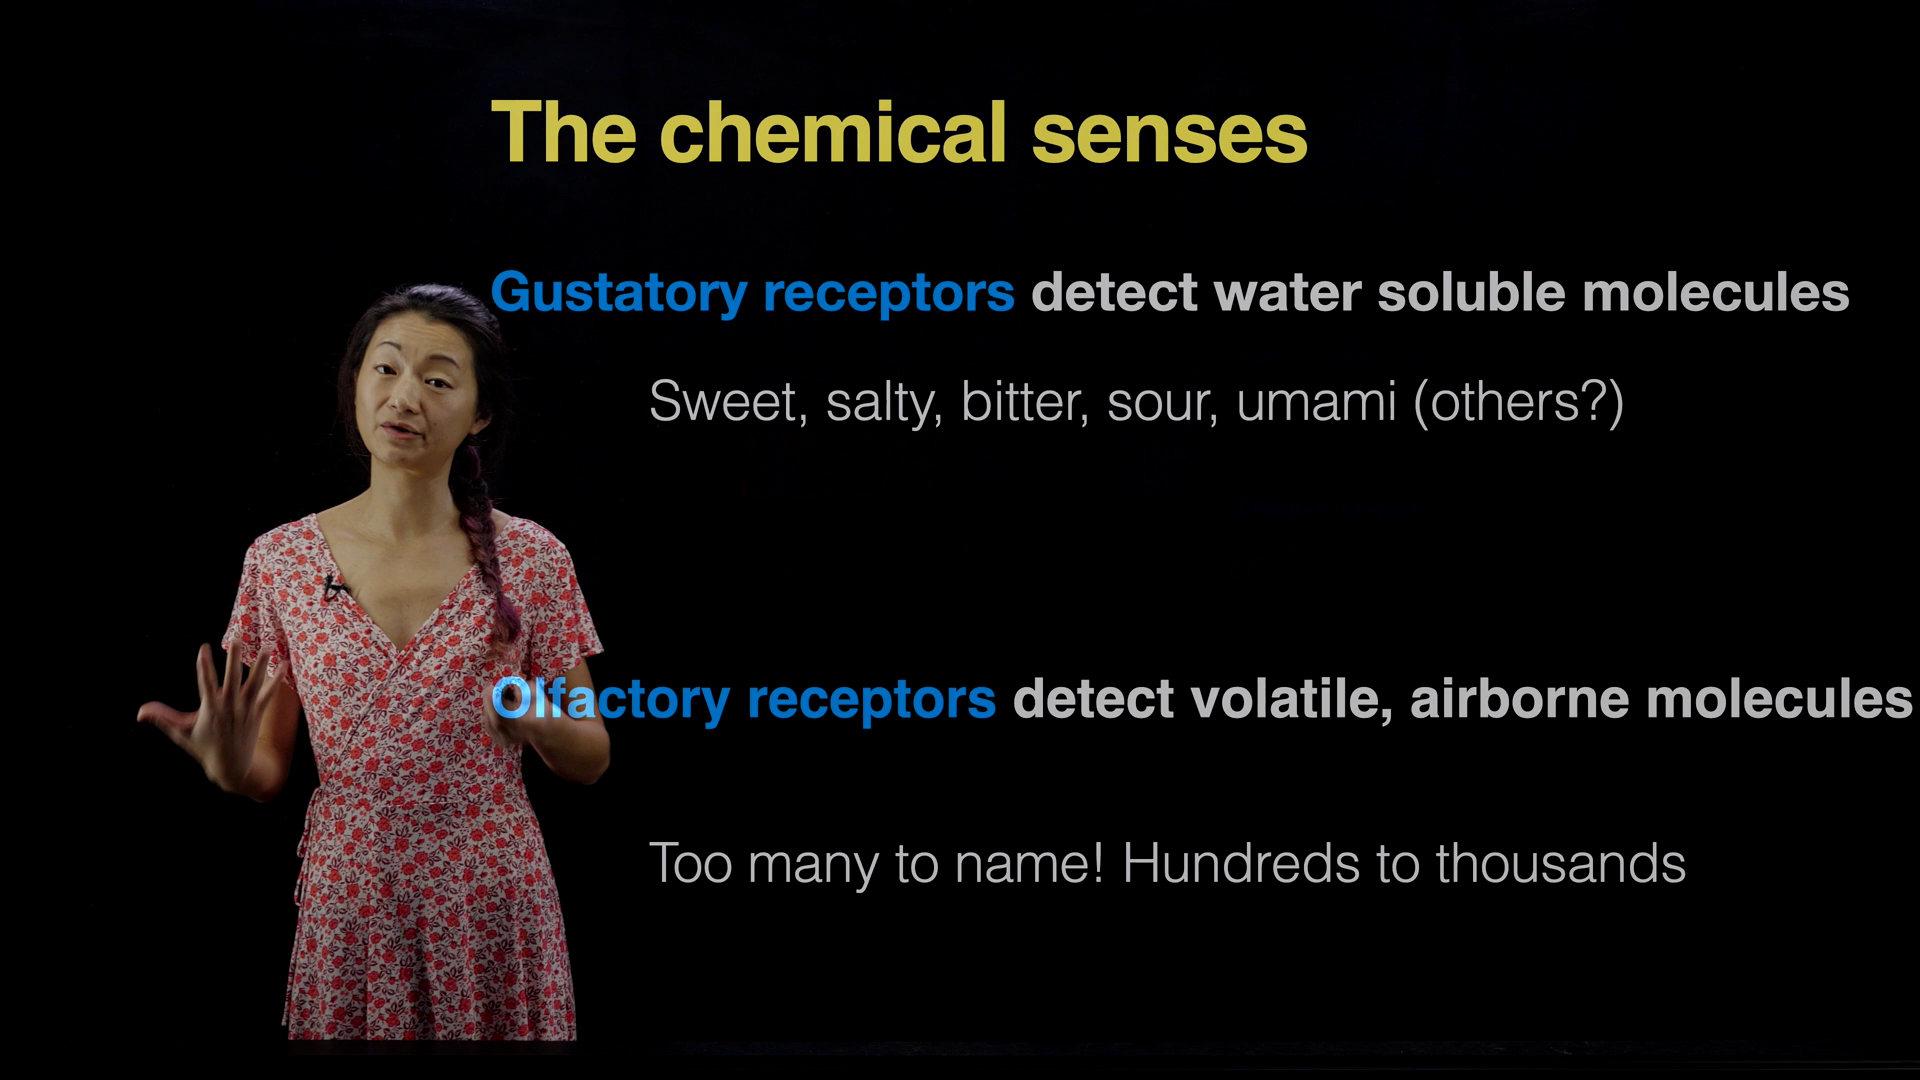 The chemical senses
Gustatory receptors detect water soluble molecules
Sweet, salty, bitter, sour, umami (others?)
Olfactory receptors detect volatile, airborne molecules
Too many to name! Hundreds to thousands